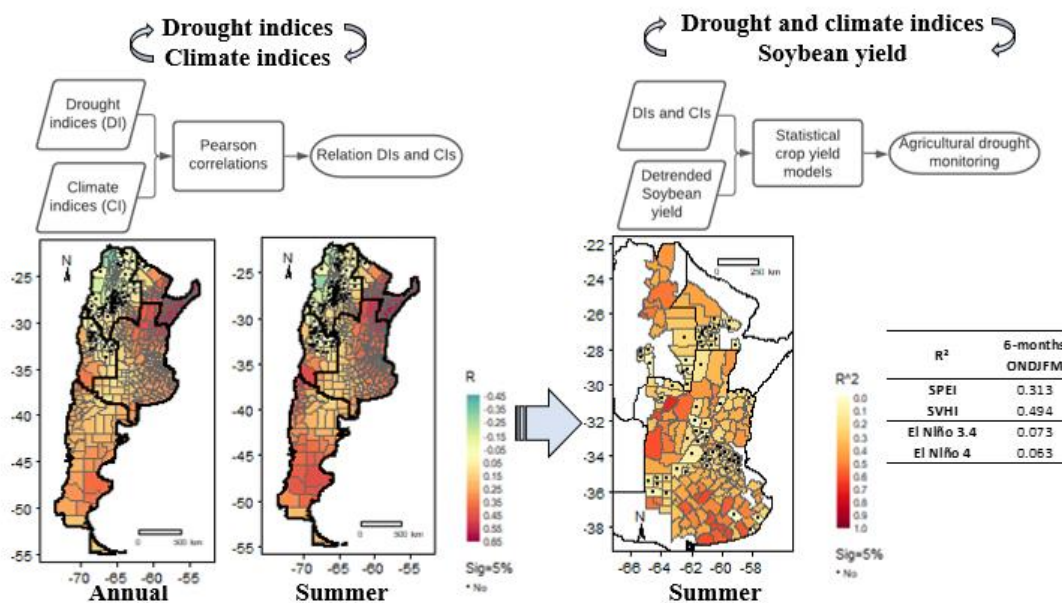 Drought indices
Climate indices
Drought
indices (DI)
Climate
indices (CI)
Pearson
correlations
Relation DIs and CIs
Drought and climate indices
Soybean yield
DIs and CIs
Detrended
Soybean
yield
Statistical
crop yield
models
Agricultural drought
monitoring
N
-25
-30
-35
-40
-45
-50
-55
0 500 km
-70 -65 -60 -55
Annual
N
-25
-30
-35
-40
-45
-50
-55
0 500 km
-70 -65 -60 -55
Summer
R
-0.45
-0.35
-0.25
-0.15
-0.05
0.05
0.15
0.25
0.35
0.45
0.55
0.65
Sig=5%
* No
-22
-24
-26
-28
-30
-32
-34
-36
-38
0 250 km
N
-66 -64 -62 -60 -58
Summer
R^2
0.0
0.1
0.2
0.3
0.4
0.5
0.6
0.7
0.8
0.9
1.0
Sig=5%
* No
R² 6-months
ONDJFM
SPEI 0.313
SVHI 0.494
El Niño 3.4 0.073
El Niño 4 0.053